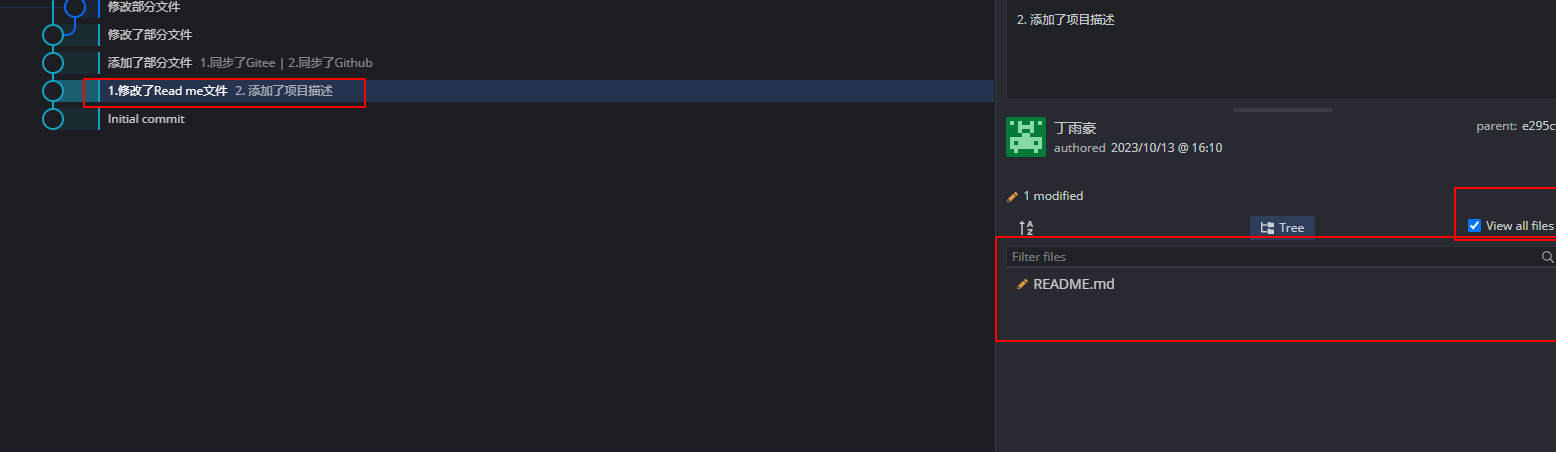 修改部分文件
修改了部分文件
添加了部分文件 1.同步了Gitee | 2.同步了Github
1.修改了Read me文件 2. 添加了项目描述
Initial commit
2. 添加了项目描述
丁雨豪
authored 2023/10/13 @ 16:10
parent: e295c
1 modified
Tree
View all files
Filter files
README.md